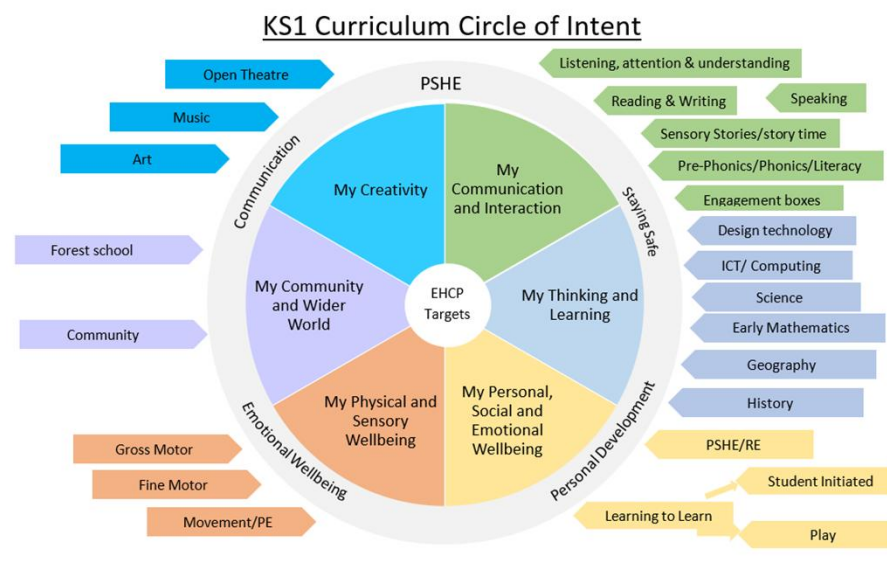 KS1 Curriculum Circle of Intent
Open Theatre
Music
Art
Forest school
Community
Gross Motor
Fine Motor
Movement/PE
PSHE
Communication
Staying Safe
Emotional Wellbeing
Personal Development
My Creativity
My
Communication
and Interaction
My Community
and Wider
World
EHCP
Targets
My Thinking and
Learning
My Physical and
Sensory
Wellbeing
My Personal,
Social and
Emotional
Wellbeing
Listening, attention & understanding
Reading & Writing
Speaking
Sensory Stories/story time
Pre-Phonics/Phonics/Literacy
Engagement boxes
Design technology
ICT/ Computing
Science
Early Mathematics
Geography
History
PSHE/RE
Student Initiated
Learning to Learn
Play